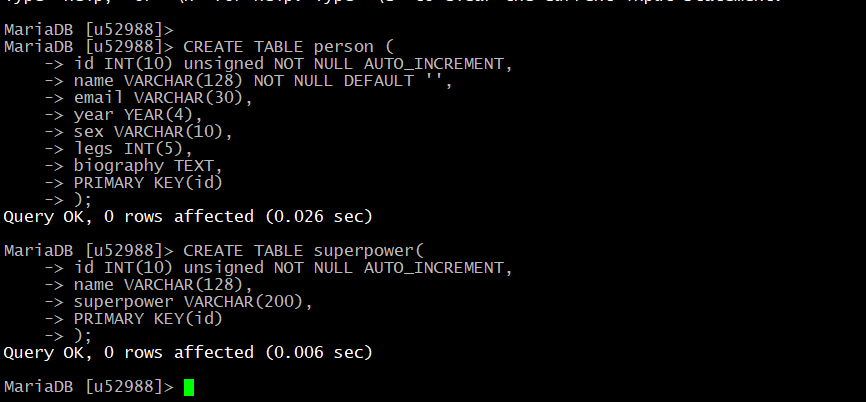 MariaDB [u52988]>
MariaDB [u52988]> CREATE TABLE person (
    -> id INT(10) unsigned NOT NULL AUTO_INCREMENT,
    -> name VARCHAR(128) NOT NULL DEFAULT '',
    -> email VARCHAR(30),
    -> year YEAR(4),
    -> sex VARCHAR(10),
    -> legs INT(5),
    -> biography TEXT,
    -> PRIMARY KEY(id)
    -> );
Query OK, 0 rows affected (0.026 sec)
MariaDB [u52988]> CREATE TABLE superpower(
    -> id INT(10) unsigned NOT NULL AUTO_INCREMENT,
    -> name VARCHAR(128),
    -> superpower VARCHAR(200),
    -> PRIMARY KEY(id)
    -> );
Query OK, 0 rows affected (0.006 sec)
MariaDB [u52988]>